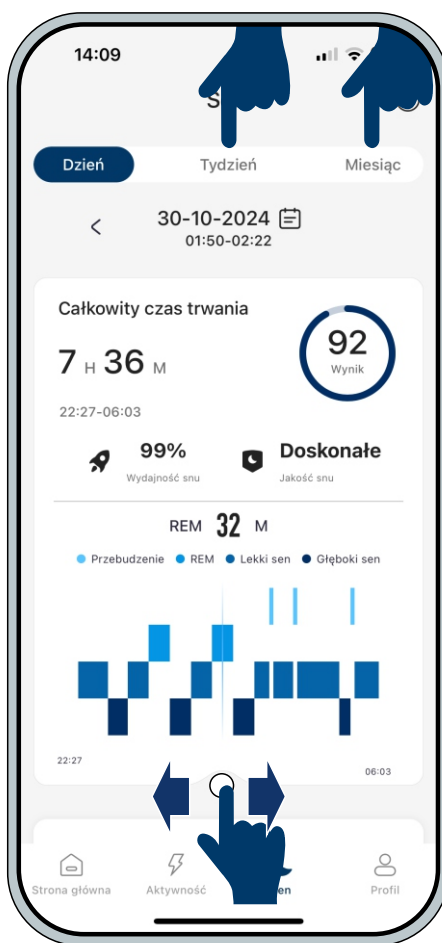 14:09
Dzień Tydzień Miesiąc
30-10-2024
01:50-02:22
Całkowity czas trwania
7 H 36 M
92
Wynik
22:27-06:03
99%
Wydajność snu
Doskonałe
Jakość snu
REM 32 M
Przebudzenie REM Lekki sen Głęboki sen
22:27
06:03
Strona główna Aktywność Profil